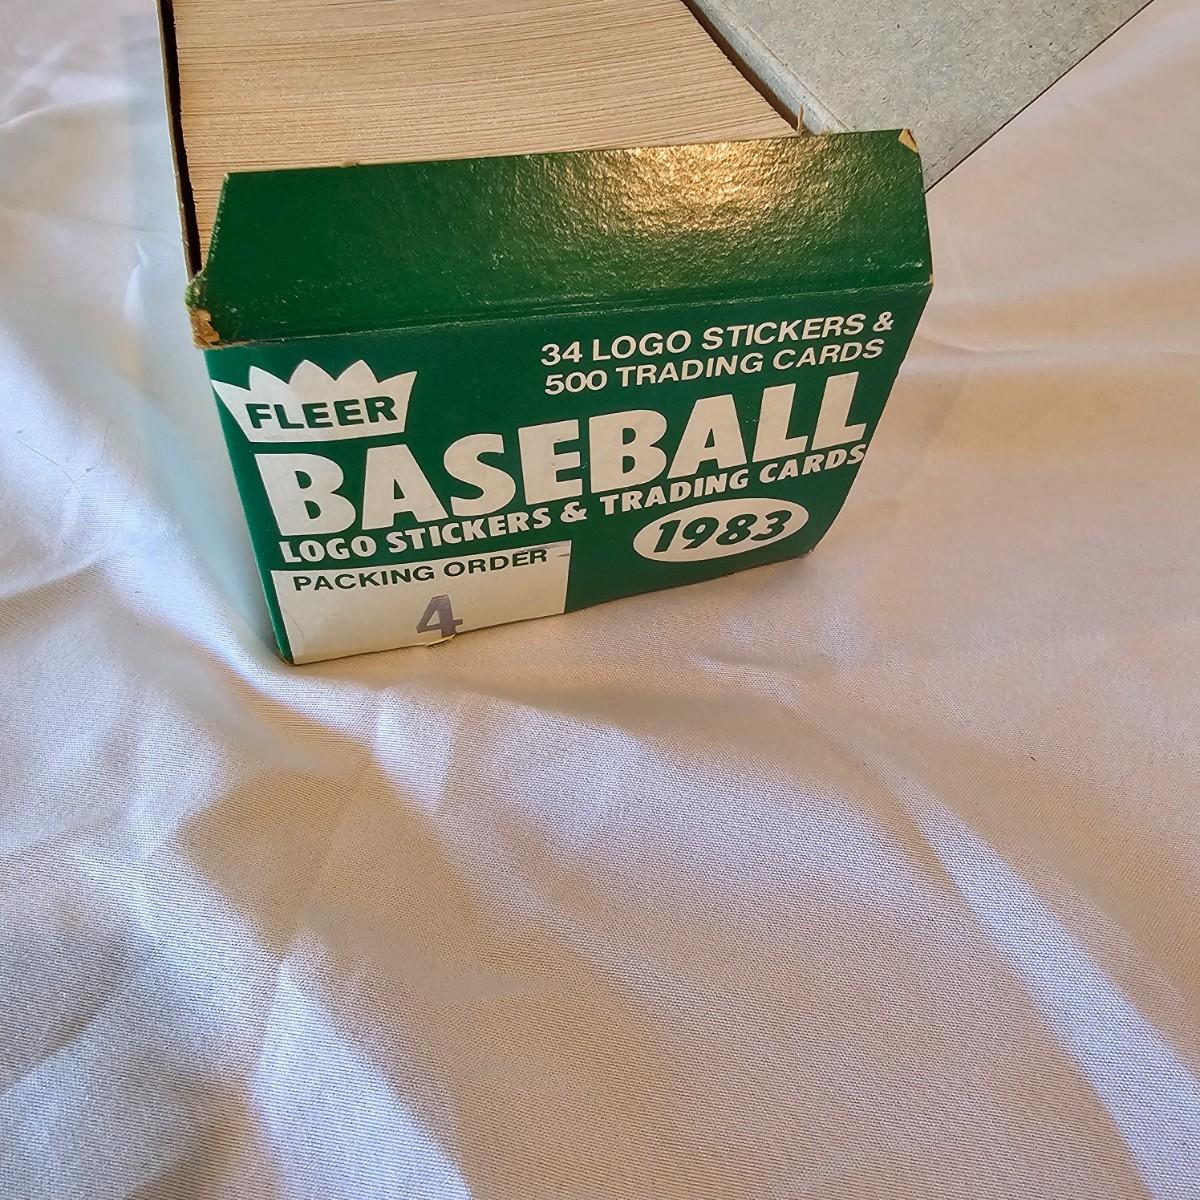 34 LOGO STICKERS &
500 TRADING CARDS
FLEER
BASEBALL
LOGO STICKERS & TRADING CARDS
1983
PACKING ORDER
4